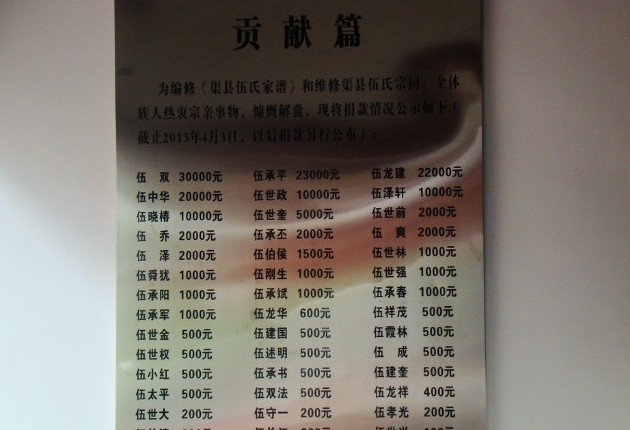 贡献篇
为编修《渠县伍氏家谱》和维修渠县伍氏宗祠，全体
族人热衷宗亲事物，慷慨解囊，现将捐款情况公示如下（
截止2013年4月3日，以后捐款另行公布）：
伍 双 30000元 伍承平 23000元 伍龙建 22000元
伍中华 20000元 伍世政 10000元 伍泽轩 10000元
伍晓椿 10000元 伍世奎 5000元 伍世前 2000元
伍 乔 2000元 伍承丕 2000元 伍 爽 2000元
伍 泽 2000元 伍伯侯 1500元 伍世林 1000元
伍舜犹 1000元 伍刚生 1000元 伍世强 1000元
伍承阳 1000元 伍承斌 1000元 伍承春 1000元
伍承军 1000元 伍龙华 600元 伍祥茂 500元
伍世金 500元 伍建国 500元 伍霞林 500元
伍世权 500元 伍述明 500元 伍 成 500元
伍小红 500元 伍承书 500元 伍建奎 500元
伍太平 500元 伍双法 500元 伍龙祥 400元
伍世大 200元 伍守一 200元 伍孝光 200元